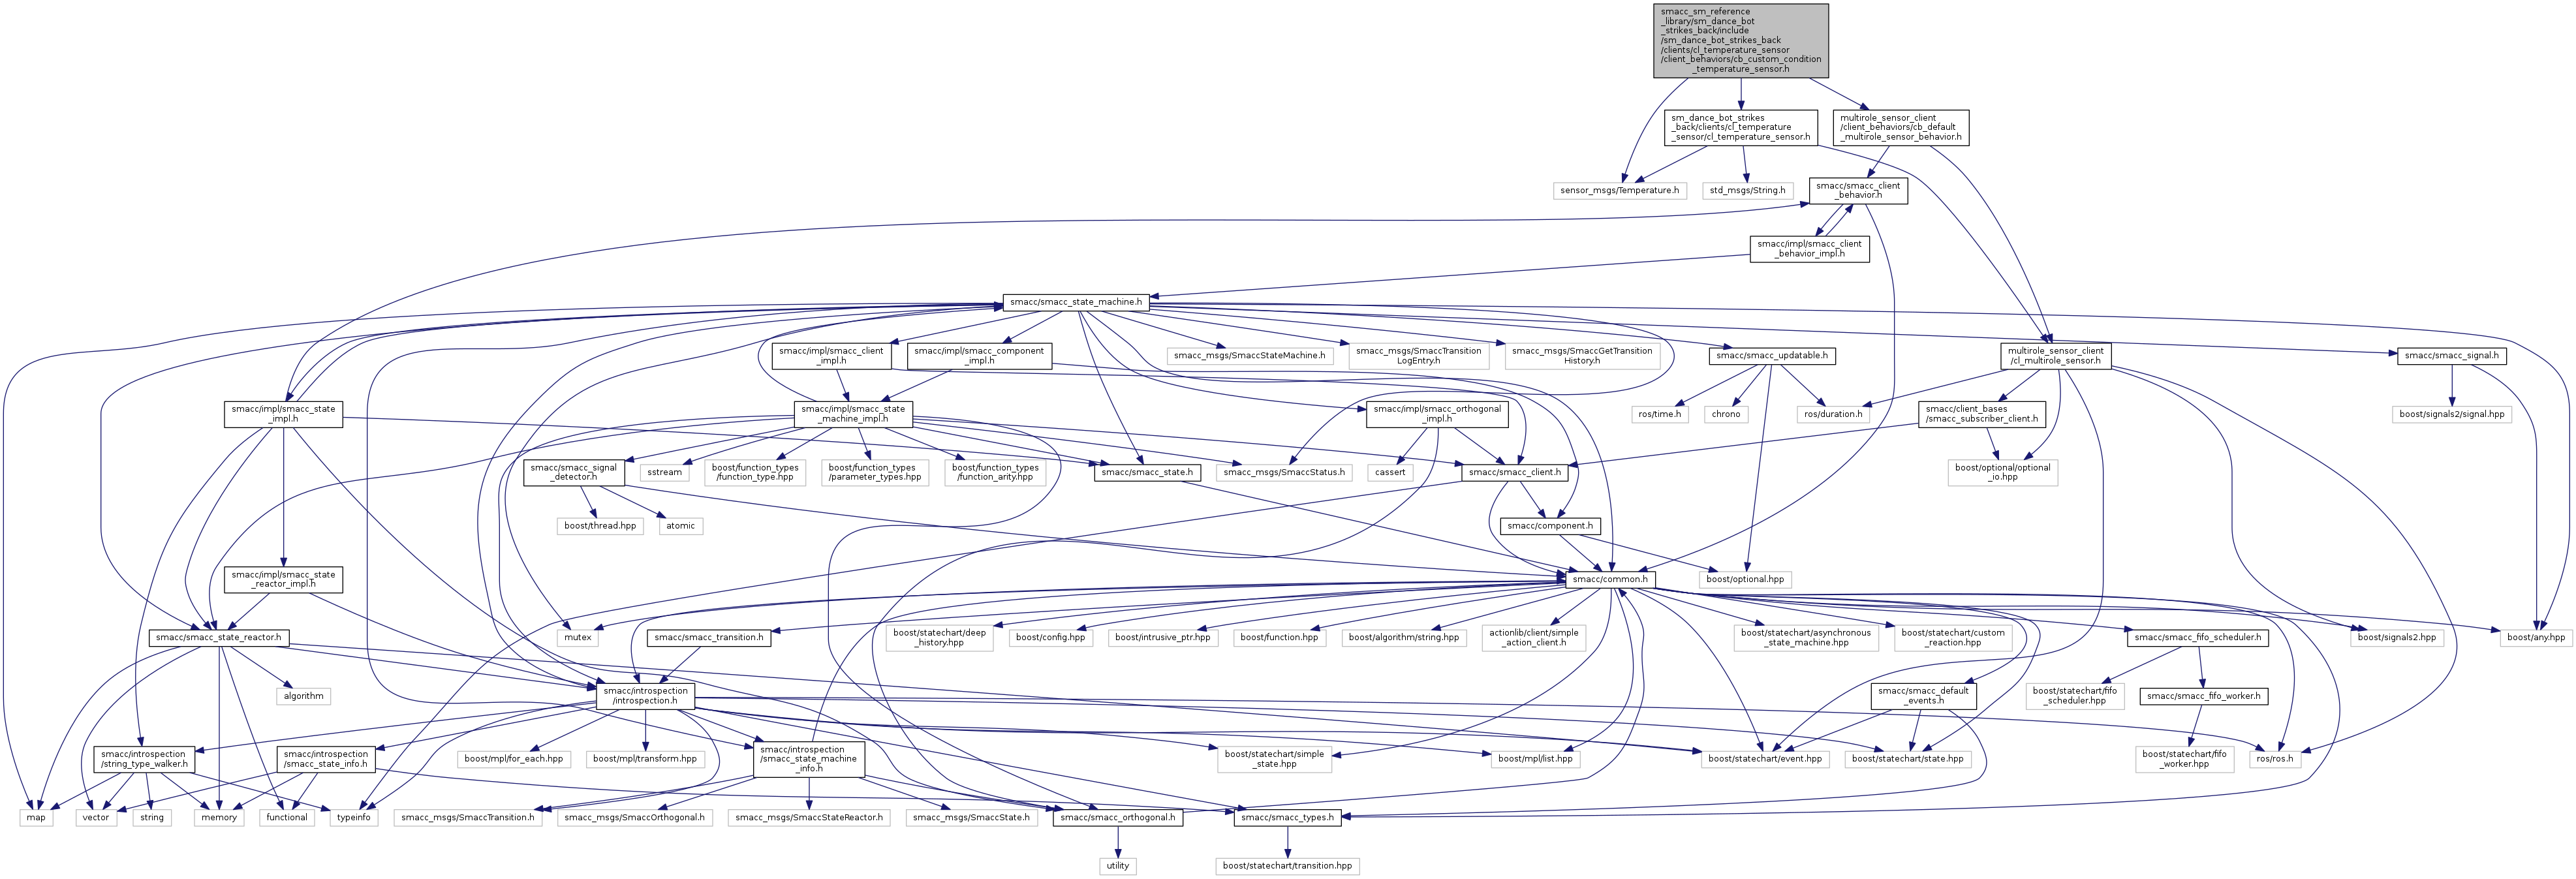 smacc_sm_reference
_library/sm_dance_bot
_strikes_back/include
/sm_dance_bot_strikes_back
/clients/cl_temperature_sensor
/client_behaviors/cb_custom_condition
_temperature_sensor.h
sm_dance_bot_strikes
_back/clients/cl_temperature
_sensor/cl_temperature_sensor.h
multirole_sensor_client
/client_behaviors/cb_default
_multirole_sensor_behavior.h
sensor_msgs/Temperature.h
std_msgs/String.h
smacc/smacc_client
_behavior.h
smacc/impl/smacc_client
_behavior_impl.h
smacc/smacc_state_machine.h
smacc/impl/smacc_client
_impl.h
smacc/impl/smacc_component
_impl.h
smacc_msgs/SmaccStateMachine.h
smacc_msgs/SmaccTransition
LogEntry.h
smacc_msgs/SmaccGetTransition
History.h
smacc/smacc_updatable.h
multirole_sensor_client
/cl_multirole_sensor.h
smacc/smacc_signal.h
smacc/impl/smacc_state
_impl.h
smacc/impl/smacc_state
_machine_impl.h
smacc/impl/smacc_orthogonal
_impl.h
ros/time.h
chrono
ros/duration.h
smacc/client_bases
/smacc_subscriber_client.h
boost/signals2/signal.hpp
smacc/smacc_signal
_detector.h
sstream
boost/function_types
/function_type.hpp
boost/function_types
/parameter_types.hpp
boost/function_types
/function_arity.hpp
smacc/smacc_state.h
smacc_msgs/SmaccStatus.h
cassert
smacc/smacc_client.h
boost/optional/optional
_io.hpp
boost/thread.hpp
atomic
smacc/component.h
smacc/impl/smacc_state
_reactor_impl.h
smacc/common.h
boost/optional.hpp
smacc/smacc_state_reactor.h
mutex
smacc/smacc_transition.h
boost/statechart/deep
_history.hpp
boost/config.hpp
boost/intrusive_ptr.hpp
boost/function.hpp
boost/algorithm/string.hpp
actionlib/client/simple
_action_client.h
boost/statechart/asynchronous
_state_machine.hpp
boost/statechart/custom
_reaction.hpp
smacc/smacc_fifo_scheduler.h
boost/signals2.hpp
boost/any.hpp
algorithm
smacc/introspection
/introspection.h
smacc/smacc_default
_events.h
boost/statechart/fifo
_scheduler.hpp
smacc/smacc_fifo_worker.h
smacc/introspection
/string_type_walker.h
smacc/introspection
/smacc_state_info.h
boost/mpl/for_each.hpp
boost/mpl/transform.hpp
smacc/introspection
/smacc_state_machine
_info.h
boost/statechart/simple
_state.hpp
boost/mpl/list.hpp
boost/statechart/event.hpp
boost/statechart/state.hpp
boost/statechart/fifo
_worker.hpp
ros/ros.h
map
vector
string
memory
functional
typeinfo
smacc_msgs/SmaccTransition.h
smacc_msgs/SmaccOrthogonal.h
smacc_msgs/SmaccStateReactor.h
smacc_msgs/SmaccState.h
smacc/smacc_orthogonal.h
smacc/smacc_types.h
utility
boost/statechart/transition.hpp